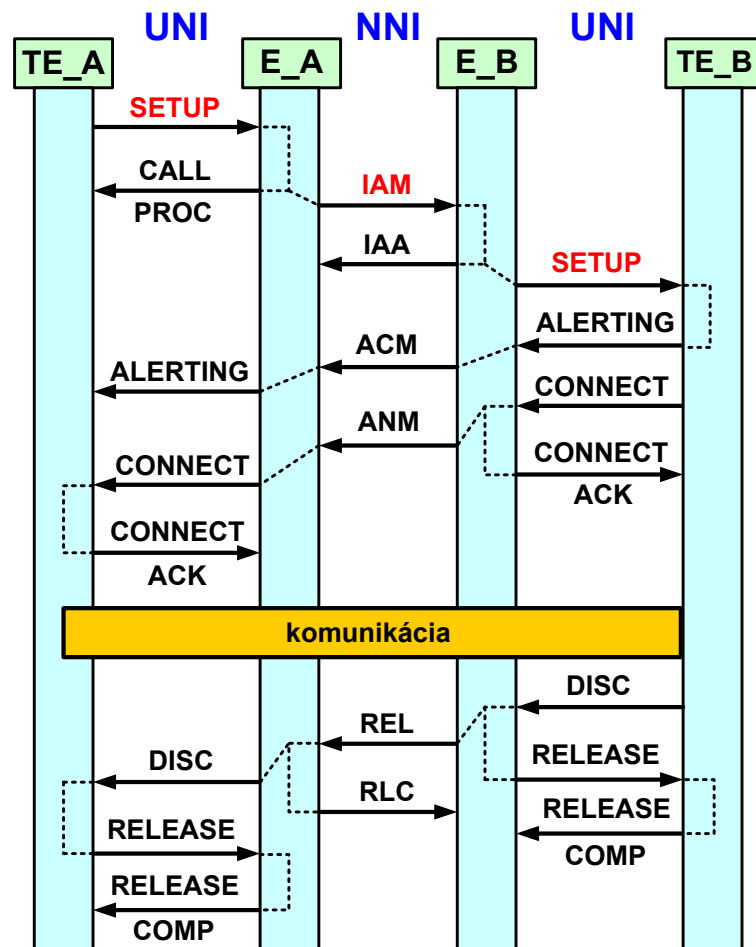 UNI NNI UNI
TE_A E_A E_B TE_B
SETUP
CALL
PROC
IAM
IAA
SETUP
ALERTING
ACM
ALERTING
CONNECT
ANM
CONNECT
CONNECT
ACK
CONNECT
ACK
komunikácia
DISC
REL
DISC
RELEASE
RLC
RELEASE
COMP
RELEASE
RELEASE
COMP